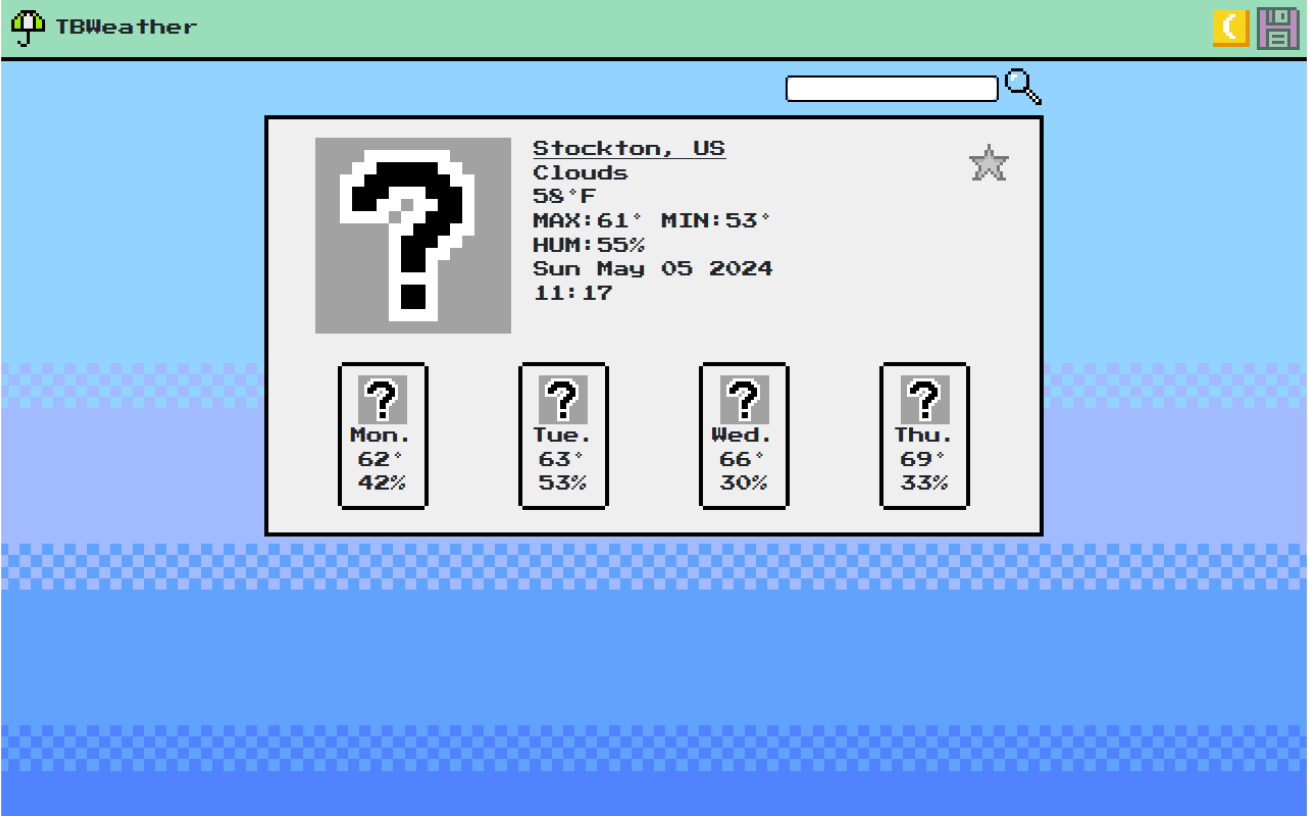 TBWeather
Stockton, US
Clouds
58°F
MAX:61° MIN:53°
HUM:55%
Sun May 05 2024
11:17
Mon.
62°
42%
Tue.
63°
53%
Wed.
66°
30%
Thu.
69°
33%